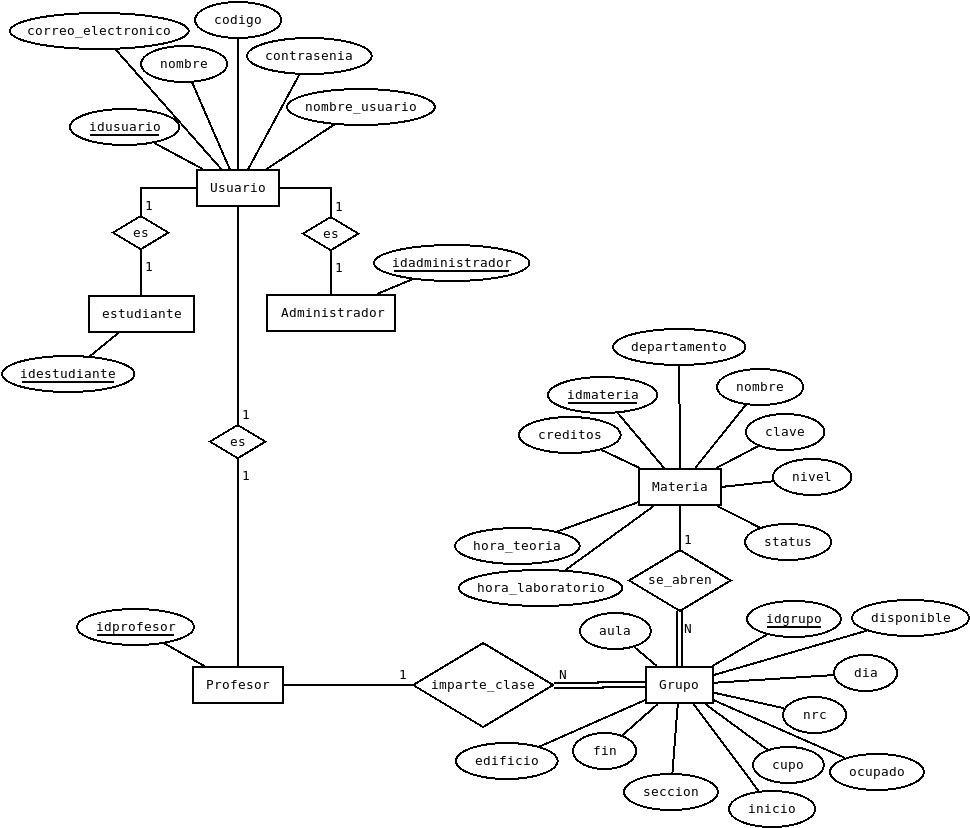 codigo
correo_electronico
contrasenia
nombre
nombre_usuario
idusuario
Usuario
1
1
es
es
1
1
idadministrador
estudiante
Administrador
idestudiante
departamento
idmateria
nombre
creditos
clave
1
es
1
nivel
Materia
hora_teoria
status
1
hora_laboratorio
se_abren
N
aula
idgrupo
disponible
idprofesor
dia
Profesor
1
imparte_clase
N
Grupo
nrc
edificio
fin
cupo
ocupado
seccion
inicio